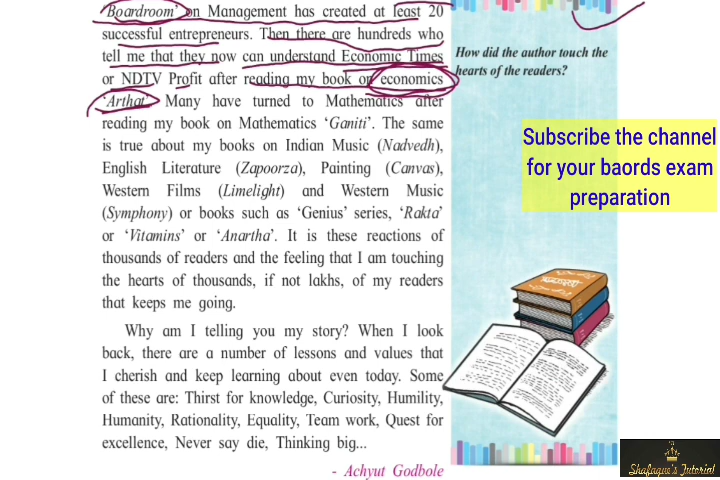 'Boardroom' on Management has created at least 20
successful entrepreneurs. Then there are hundreds who
tell me that they now can understand Economic Times
or NDTV Profit after reading my book on economics
'Arthat'. Many have turned to Mathematics after
reading my book on Mathematics 'Ganiti'. The same
is true about my books on Indian Music (Nadvedh),
English Literature (Zapoorza), Painting (Canvas),
Western Films (Limelight) and Western Music
(Symphony) or books such as 'Genius' series, 'Rakta'
or 'Vitamins' or 'Anartha'. It is these reactions of
thousands of readers and the feeling that I am touching
the hearts of thousands, if not lakhs, of my readers
that keeps me going.
Why am I telling you my story? When I look
back, there are a number of lessons and values that
I cherish and keep learning about even today. Some
of these are: Thirst for knowledge, Curiosity, Humility,
Humanity, Rationality, Equality, Team work, Quest for
excellence, Never say die, Thinking big...
- Achyut Godbole
How did the author touch the
hearts of the readers?
Subscribe the channel
for your baords exam
preparation
Shafaque's Tutorial